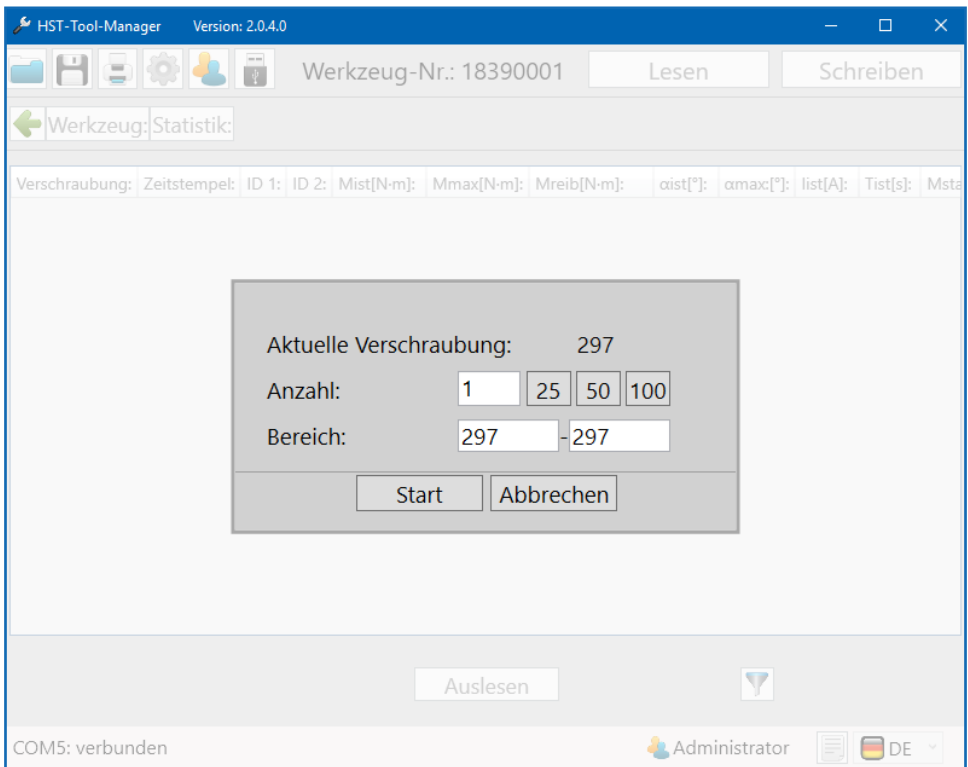 HST-Tool-Manager Version: 2.0.4.0
Werkzeug-Nr.: 18390001 Lesen Schreiben
Werkzeug: Statistik:
Verschraubung: Zeitstempel: ID 1: ID 2: Mist[N·m]: Mmax[N·m]: Mreib[N·m]: αist[°]: αmax:[°]: Iist[A]: Tist[s]: Msta
Aktuelle Verschraubung: 297
Anzahl: 1 25 50 100
Bereich: 297 - 297
Start Abbrechen
Auslesen
COM5: verbunden Administrator DE